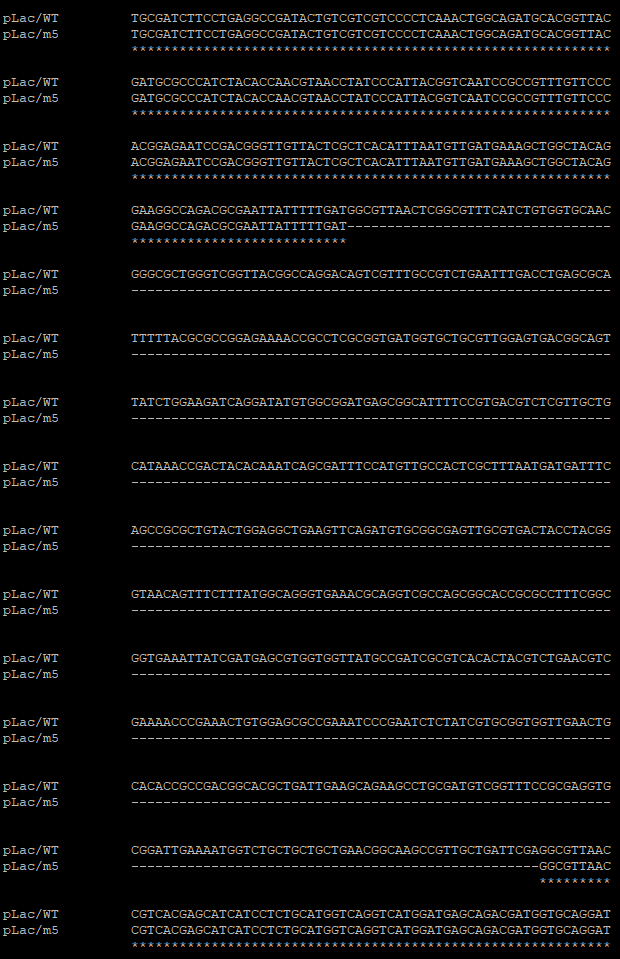 pLac/WT TGCGATCTTCCTGAGGCCGATACTGTCGTCGTCCCCTCAAACTGGCAGATGCACGGTTAC
pLac/m5 TGCGATCTTCCTGAGGCCGATACTGTCGTCGTCCCCTCAAACTGGCAGATGCACGGTTAC
************************************************************
pLac/WT GATGCGCCCATCTACACCAACGTAACCTATCCCATTACGGTCAATCCGCCGTTTGTTCCC
pLac/m5 GATGCGCCCATCTACACCAACGTAACCTATCCCATTACGGTCAATCCGCCGTTTGTTCCC
************************************************************
pLac/WT ACGGAGAATCCGACGGGTTGTTACTCGCTCACATTTAATGTTGATGAAAGCTGGCTACAG
pLac/m5 ACGGAGAATCCGACGGGTTGTTACTCGCTCACATTTAATGTTGATGAAAGCTGGCTACAG
************************************************************
pLac/WT GAAGGCCAGACGCGAATTATTTTTGATGGCGTTAACTCGGCGTTTCATCTGTGGTGCAAC
pLac/m5 GAAGGCCAGACGCGAATTATTTTTGAT---------------------------------
***************************
pLac/WT GGGCGCTGGGTCGGTTACGGCCAGGACAGTCGTTTGCCGTCTGAATTTGACCTGAGCGCA
pLac/m5 ------------------------------------------------------------
pLac/WT TTTTTACGCGCCGGAGAAAACCGCCTCGCGGTGATGGTGCTGCGTTGGAGTGACGGCAGT
pLac/m5 ------------------------------------------------------------
pLac/WT TATCTGGAAGATCAGGATATGTGGCGGATGAGCGGCATTTTCCGTGACGTCTCGTTGCTG
pLac/m5 ------------------------------------------------------------
pLac/WT CATAAACCGACTACACAAATCAGCGATTTCCATGTTGCCACTCGCTTTAATGATGATTTC
pLac/m5 ------------------------------------------------------------
pLac/WT AGCCGCGCTGTACTGGAGGCTGAAGTTCAGATGTGCGGCGAGTTGCGTGACTACCTACGG
pLac/m5 ------------------------------------------------------------
pLac/WT GTAACAGTTTCTTTATGGCAGGGTGAAACGCAGGTCGCCAGCGGCACCGCGCCTTTCGGC
pLac/m5 ------------------------------------------------------------
pLac/WT GGTGAAATTATCGATGAGCGTGGTGGTTATGCCGATCGCGTCACACTACGTCTGAACGTC
pLac/m5 ------------------------------------------------------------
pLac/WT GAAAACCCGAAACTGTGGAGCGCCGAAATCCCGAATCTCTATCGTGCGGTGGTTGAACTG
pLac/m5 ------------------------------------------------------------
pLac/WT CACACCGCCGACGGCACGCTGATTGAAGCAGAAGCCTGCGATGTCGGTTTCCGCGAGGTG
pLac/m5 ------------------------------------------------------------
pLac/WT CGGATTGAAAATGGTCTGCTGCTGCTGAACGGCAAGCCGTTGCTGATTCGAGGCGTTAAC
pLac/m5 ---------------------------------------------------GGCGTTAAC
*********
pLac/WT CGTCACGAGCATCATCCTCTGCATGGTCAGGTCATGGATGAGCAGACGATGGTGCAGGAT
pLac/m5 CGTCACGAGCATCATCCTCTGCATGGTCAGGTCATGGATGAGCAGACGATGGTGCAGGAT
************************************************************